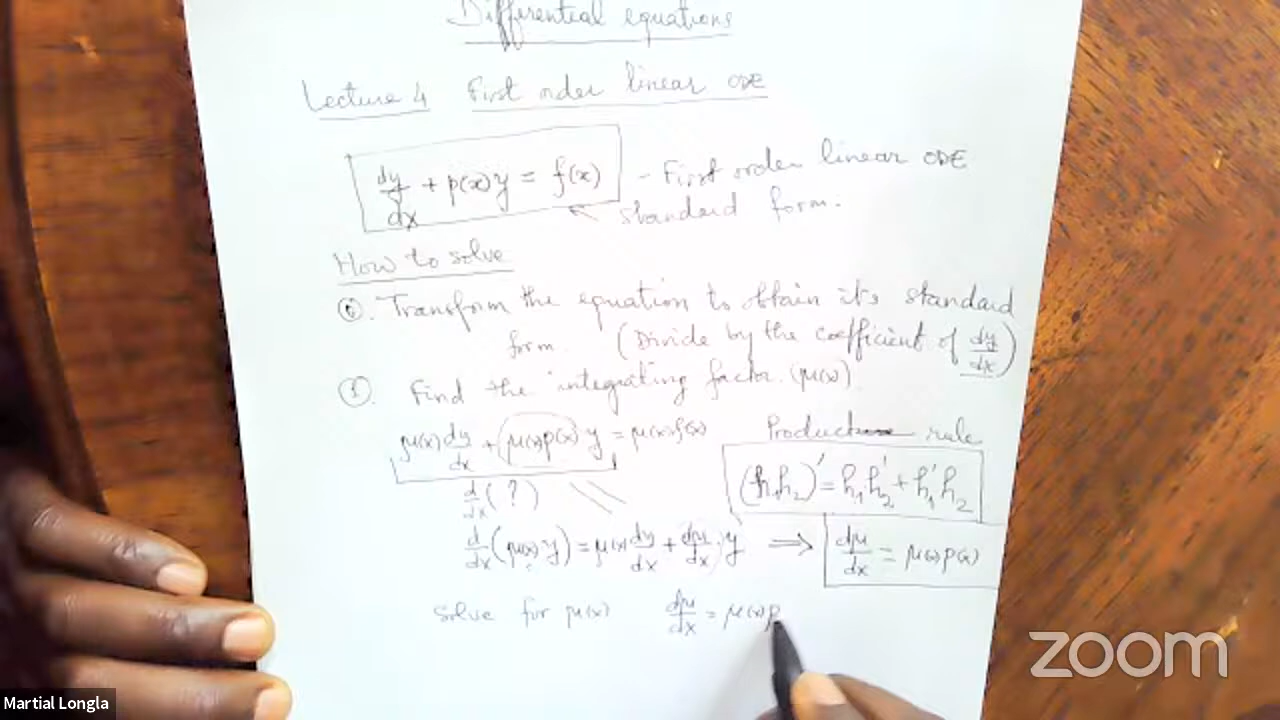 Differential equations
Lecture 4 First order linear ODE
dy/dx + p(x)y = f(x) - First order linear ODE
standard form.
How to solve
⓪. Transform the equation to obtain its standard
form. (Divide by the coefficient of dy/dx)
①. Find the integrating factor. (μ(x))
μ(x) dy/dx + μ(x)p(x) y = μ(x)f(x) Product rule
d/dx ( ? ) (h₁h₂)' = h₁h₂' + h₁'h₂
d/dx (μ(x) y) = μ(x) dy/dx + dμ/dx · y ⟹ dμ/dx = μ(x)p(x)
solve for μ(x) dμ/dx = μ(x)p
zoom
Martial Longla